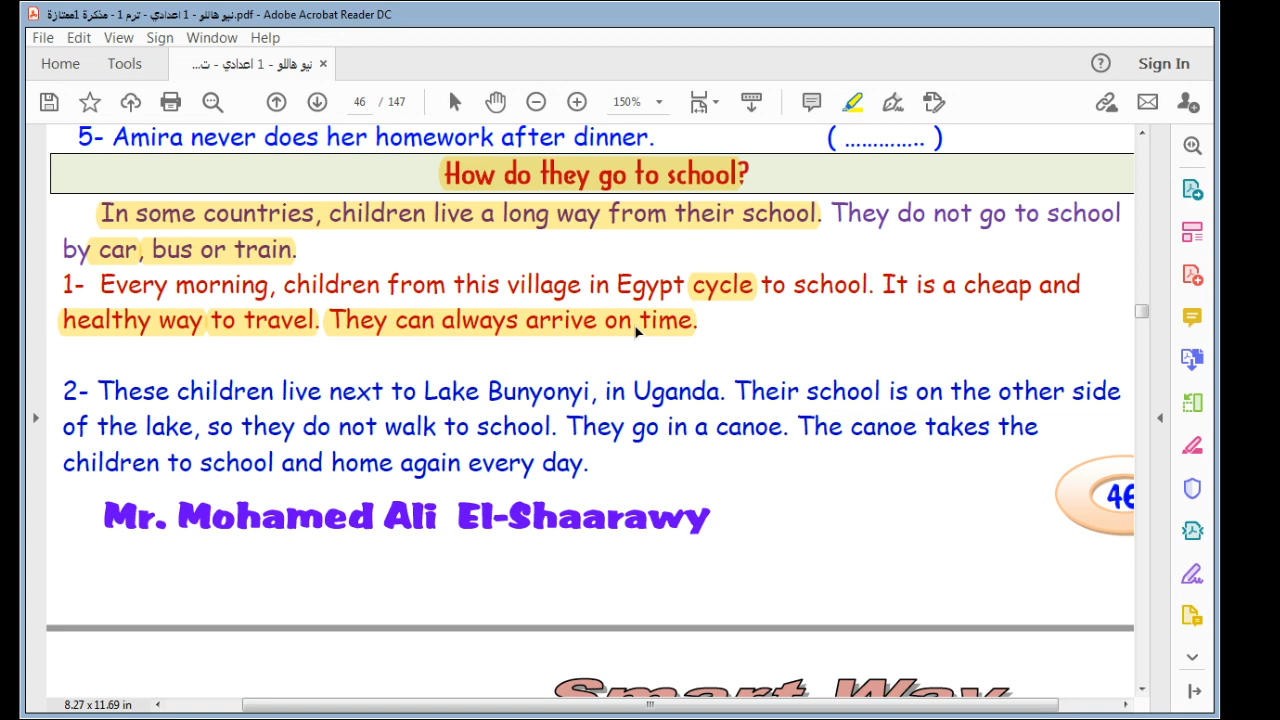 نيو هاللو - 1 اعدادي - ترم 1 - مذكرة 1ممتازة.pdf - Adobe Acrobat Reader DC
File Edit View Sign Window Help
Home Tools نيو هاللو - 1 اعدادي - ت... × Sign In
46 / 147 150%
5- Amira never does her homework after dinner. ( ………….. )
How do they go to school?
In some countries, children live a long way from their school. They do not go to school
by car, bus or train.
1- Every morning, children from this village in Egypt cycle to school. It is a cheap and
healthy way to travel. They can always arrive on time.
2- These children live next to Lake Bunyonyi, in Uganda. Their school is on the other side
of the lake, so they do not walk to school. They go in a canoe. The canoe takes the
children to school and home again every day.
46
Mr. Mohamed Ali El-Shaarawy
Smart Way
8.27 x 11.69 in